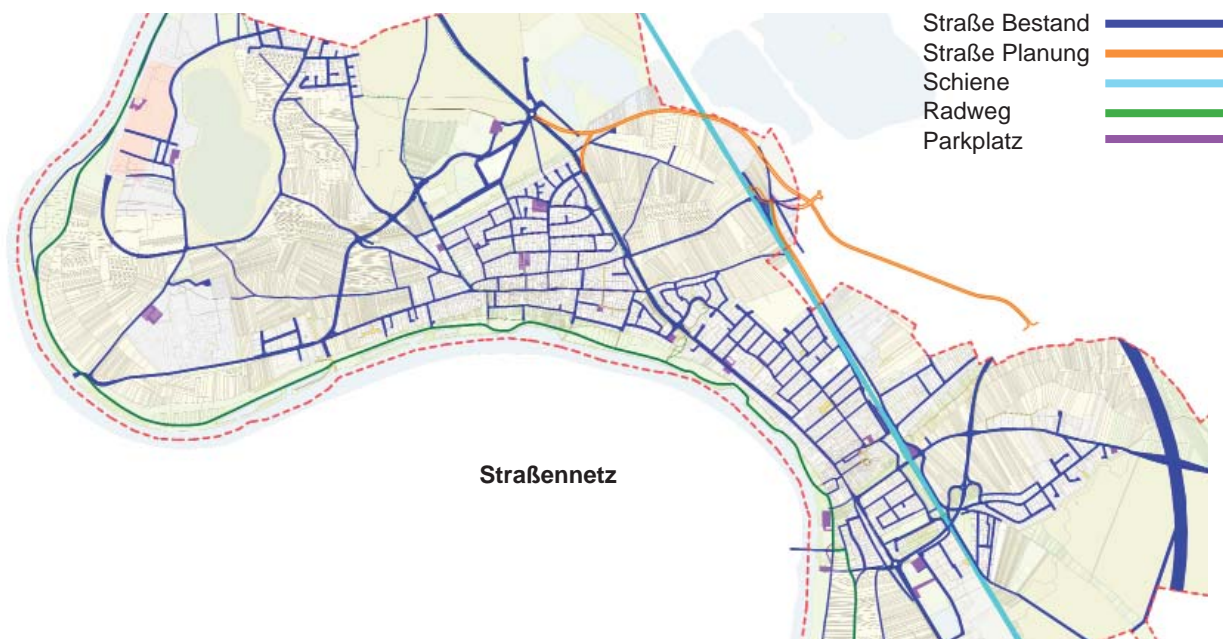 Straße Bestand
Straße Planung
Schiene
Radweg
Parkplatz
Straßennetz